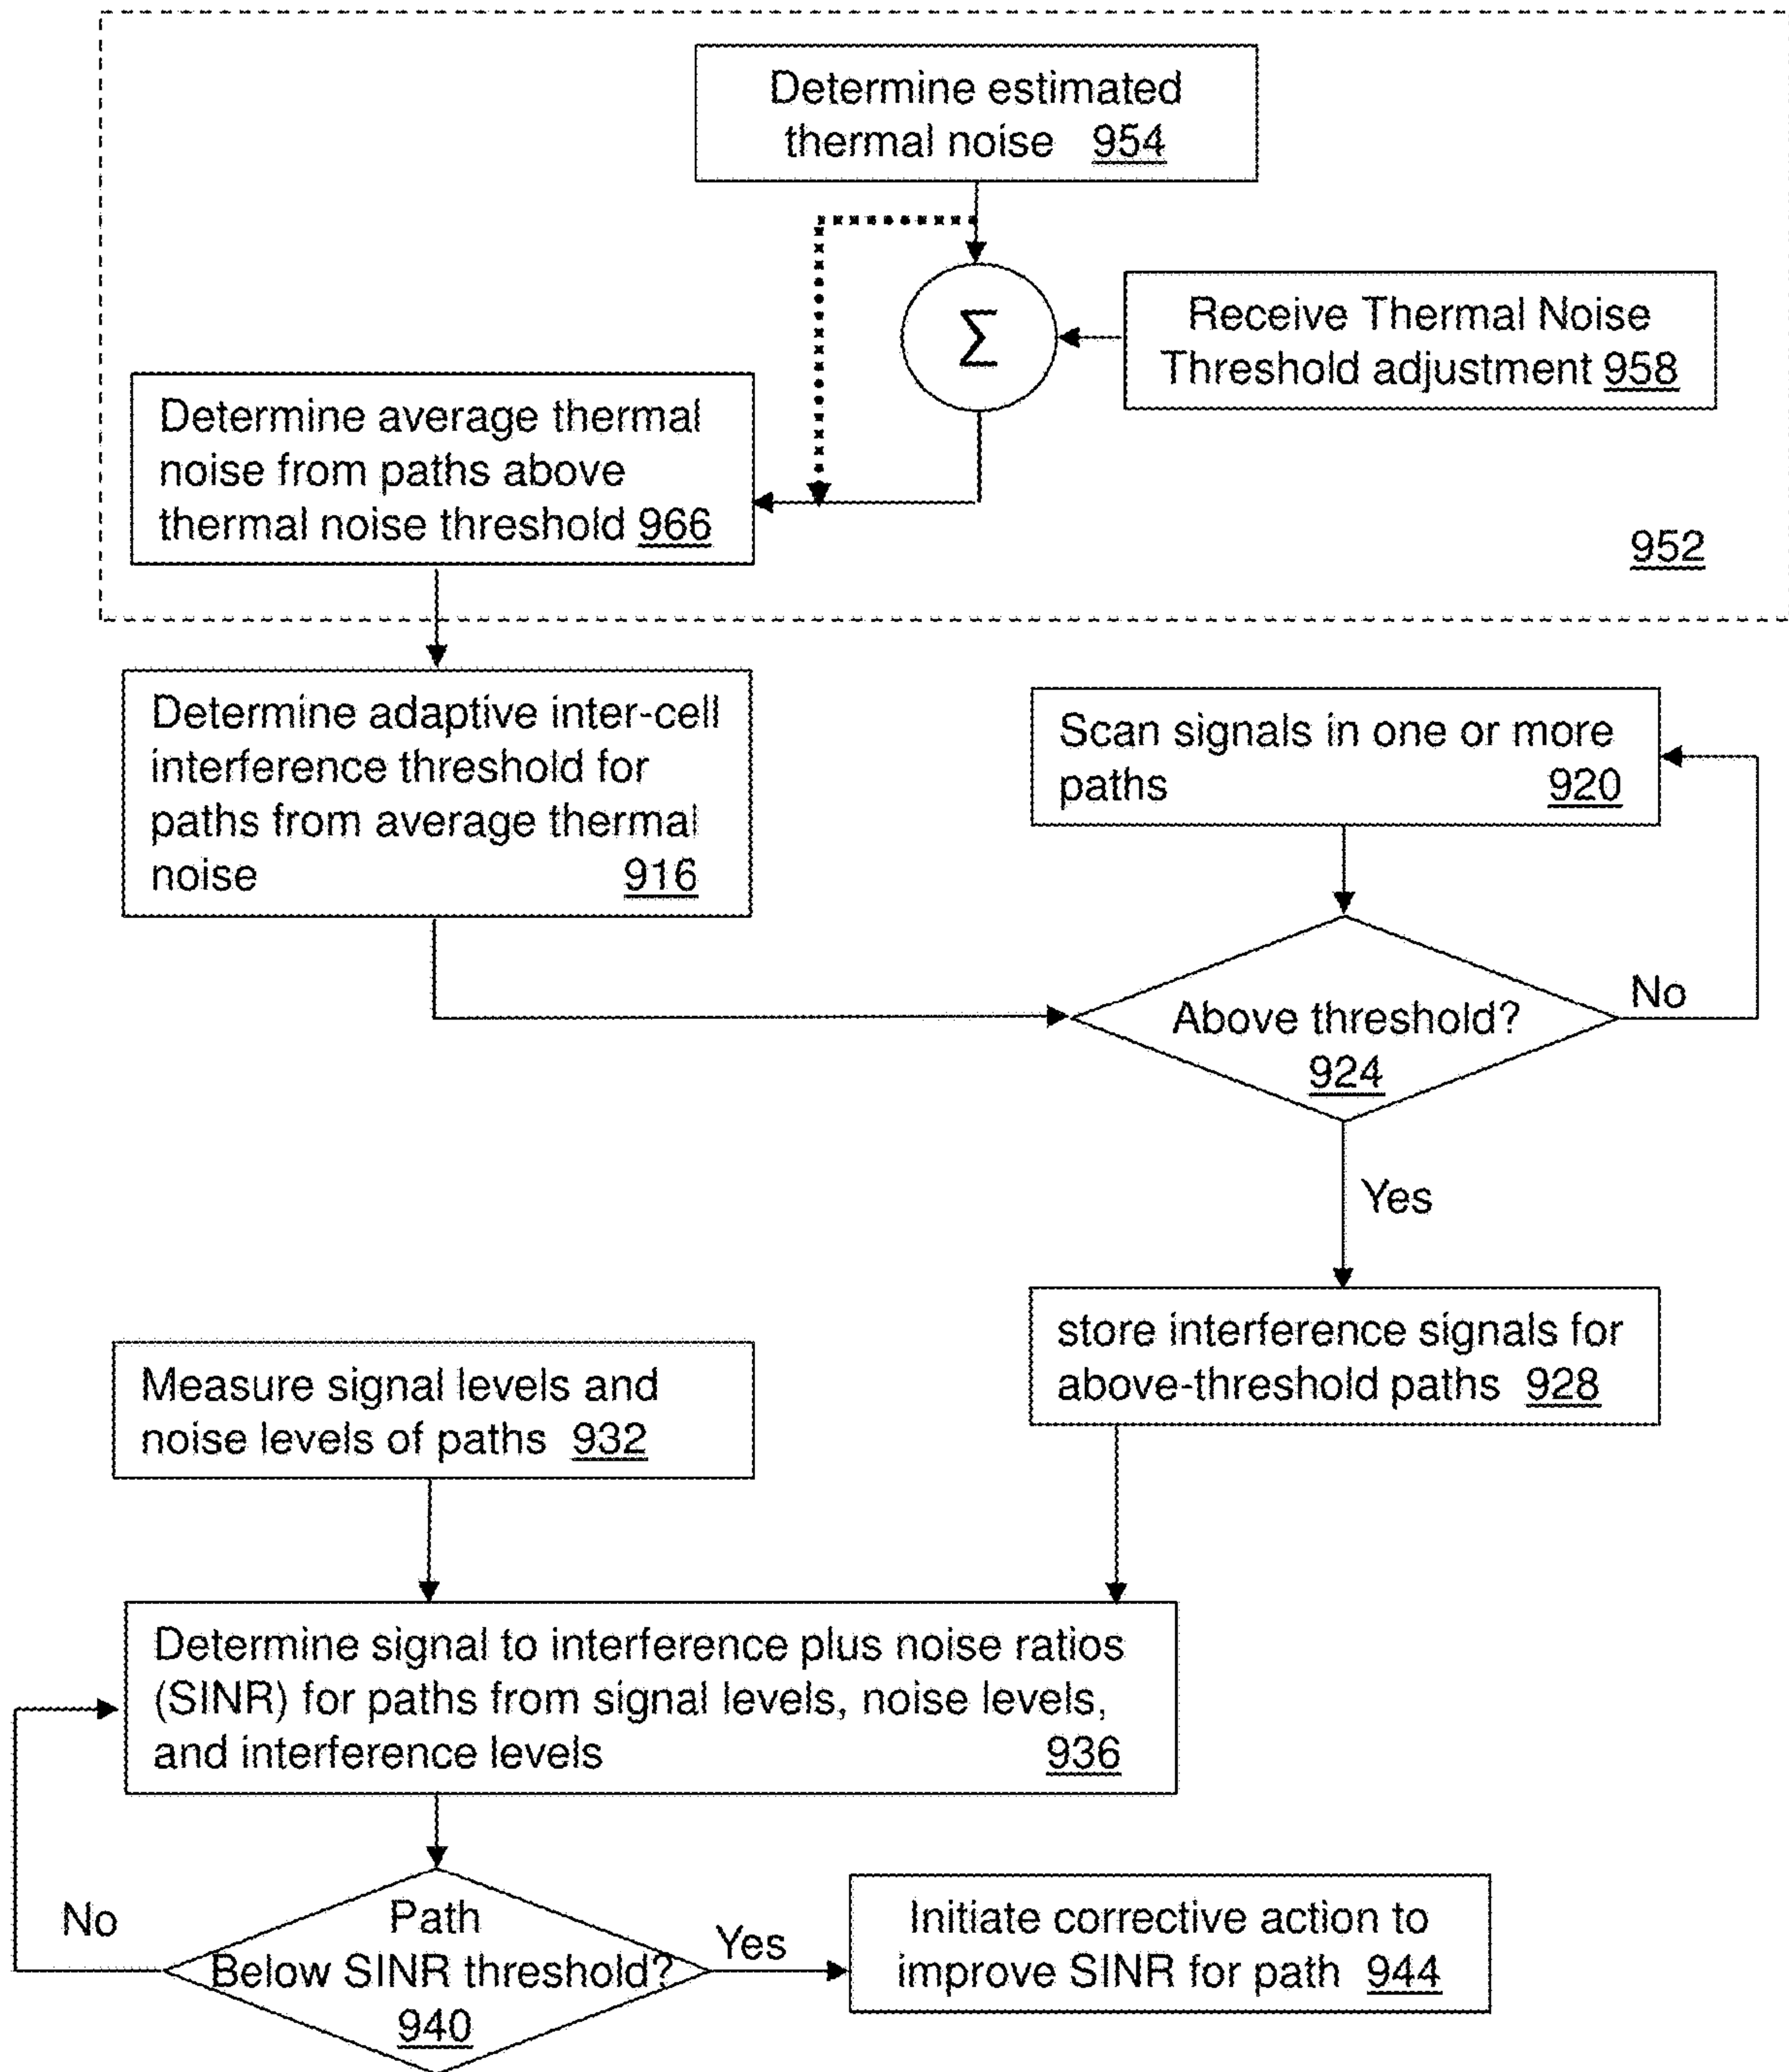 Determine estimated
thermal noise 954
Σ
Receive Thermal Noise
Threshold adjustment 958
Determine average thermal
noise from paths above
thermal noise threshold 966
952
Determine adaptive inter-cell
interference threshold for
paths from average thermal
noise 916
Scan signals in one or more
paths 920
Above threshold?
924
No
Yes
store interference signals for
above-threshold paths 928
Measure signal levels and
noise levels of paths 932
Determine signal to interference plus noise ratios
(SINR) for paths from signal levels, noise levels,
and interference levels 936
No
Path
Below SINR threshold?
940
Yes
Initiate corrective action to
improve SINR for path 944